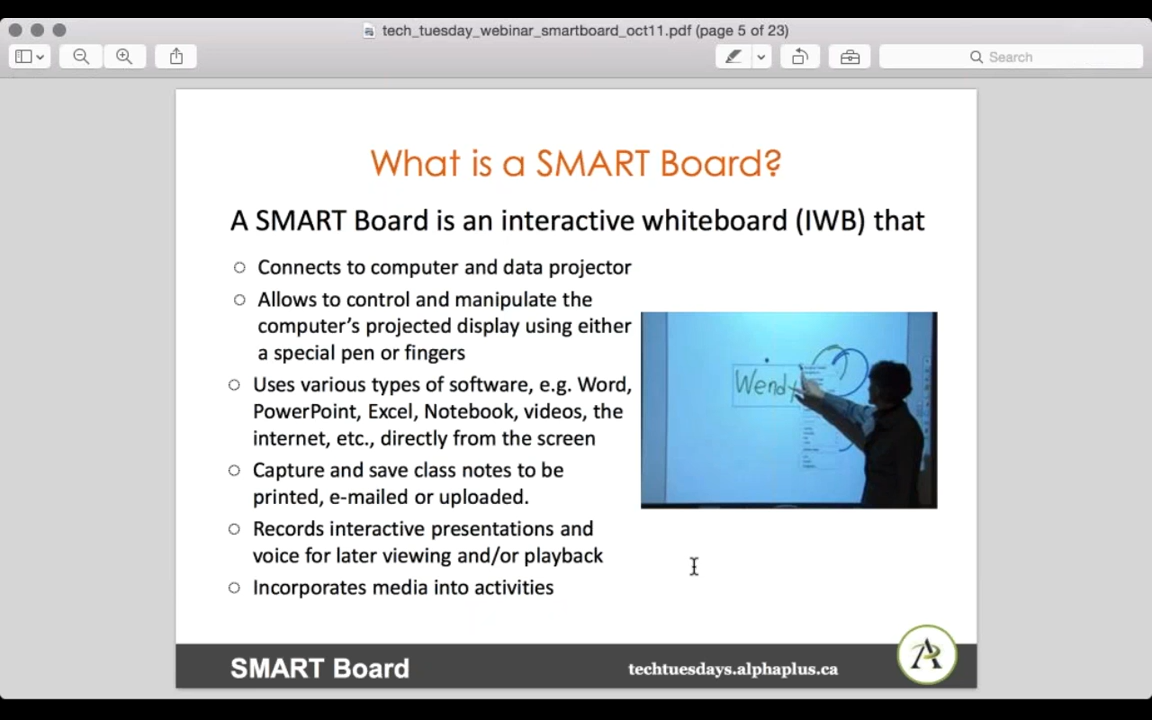 tech_tuesday_webinar_smartboard_oct11.pdf (page 5 of 23)
Search
What is a SMART Board?
A SMART Board is an interactive whiteboard (IWB) that
Connects to computer and data projector
Allows to control and manipulate the
computer’s projected display using either
a special pen or fingers
Uses various types of software, e.g. Word,
PowerPoint, Excel, Notebook, videos, the
internet, etc., directly from the screen
Capture and save class notes to be
printed, e-mailed or uploaded.
Records interactive presentations and
voice for later viewing and/or playback
Incorporates media into activities
Wendy
SMART Board
techtuesdays.alphaplus.ca
A